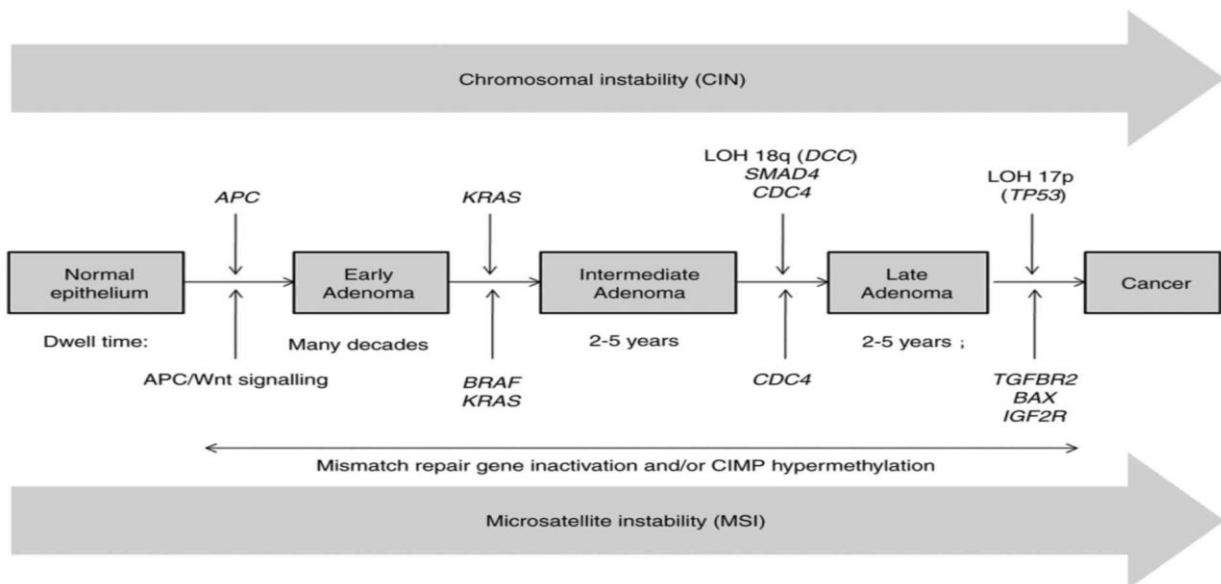 Chromosomal instability (CIN)
LOH 18q (DCC)
SMAD4
CDC4
LOH 17p
(TP53)
APC
KRAS
Normal
epithelium
Early
Adenoma
Intermediate
Adenoma
Late
Adenoma
Cancer
Dwell time:
Many decades
2-5 years
2-5 years ;
APC/Wnt signalling
BRAF
KRAS
CDC4
TGFBR2
BAX
IGF2R
Mismatch repair gene inactivation and/or CIMP hypermethylation
Microsatellite instability (MSI)